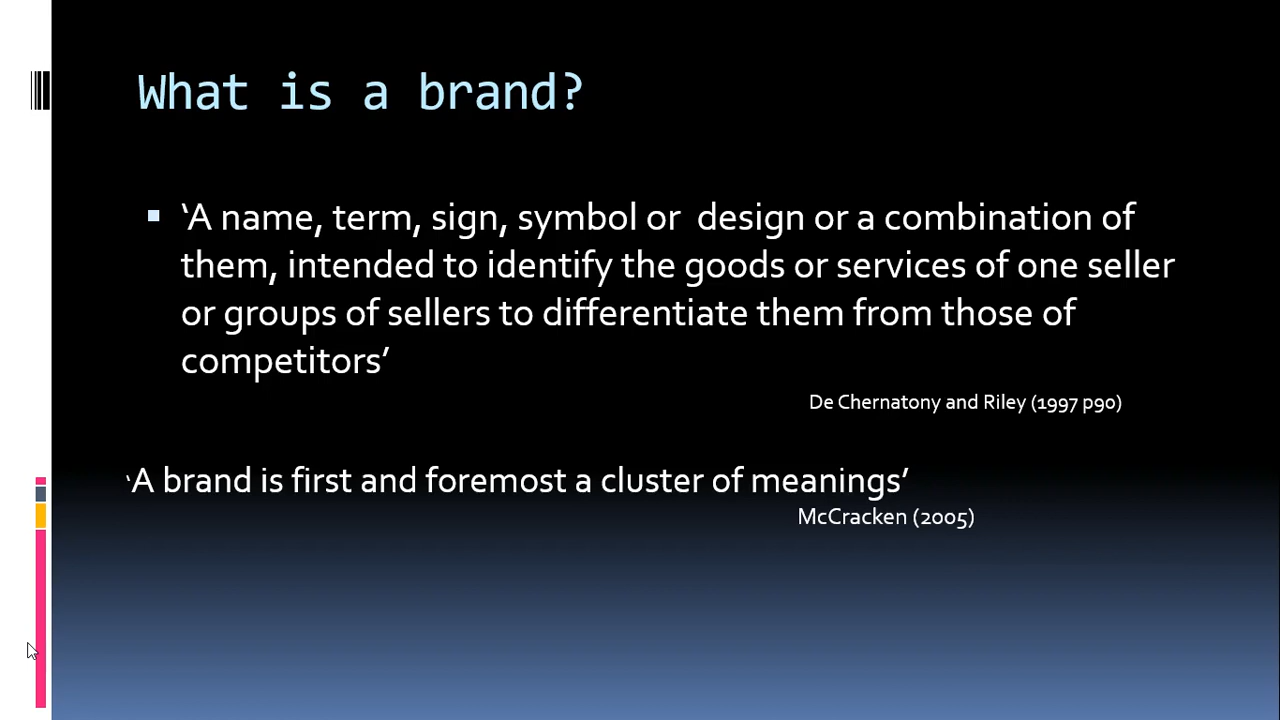 What is a brand?
‘A name, term, sign, symbol or  design or a combination of
them, intended to identify the goods or services of one seller
or groups of sellers to differentiate them from those of
competitors’
De Chernatony and Riley (1997 p90)
‘A brand is first and foremost a cluster of meanings’
McCracken (2005)